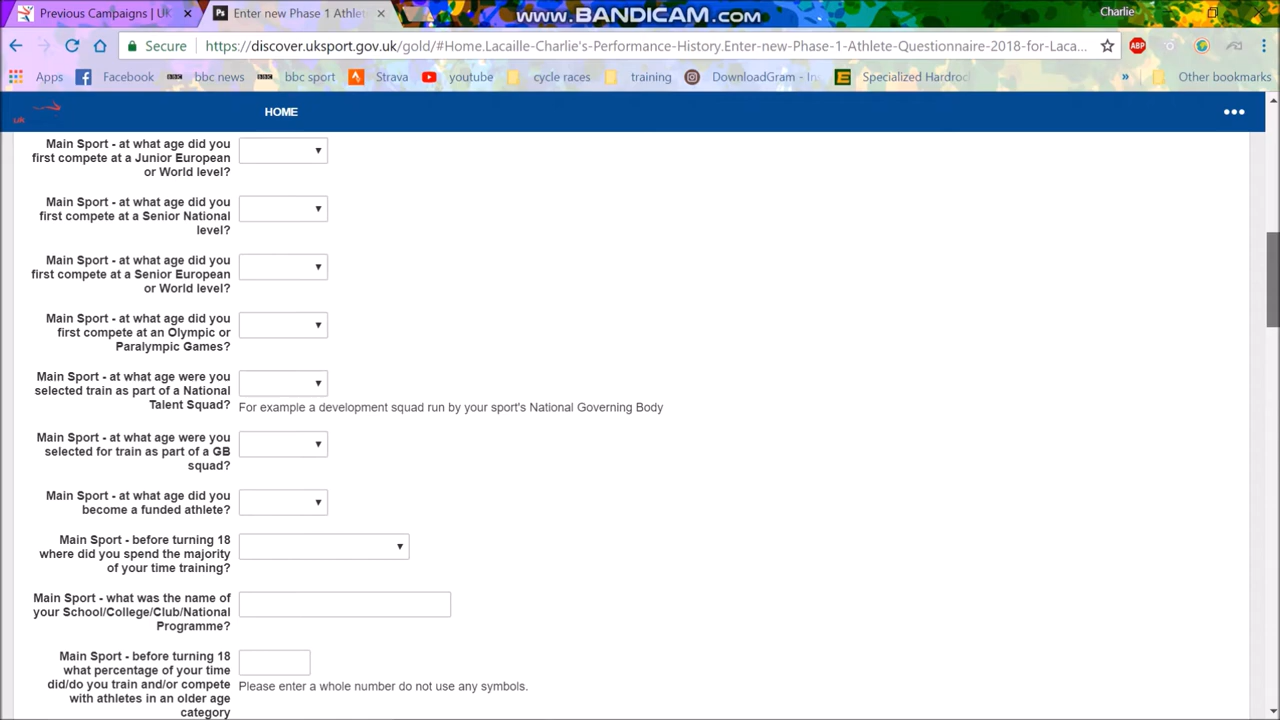 www.BANDICAM.com
Previous Campaigns | UK
Enter new Phase 1 Athlet
Charlie
Secure
https://discover.uksport.gov.uk/gold/#Home.Lacaille-Charlie's-Performance-History.Enter-new-Phase-1-Athlete-Questionnaire-2018-for-Laca...
ABP
Apps
Facebook
bbc news
bbc sport
Strava
youtube
cycle races
training
DownloadGram - In
Specialized Hardroc
»
Other bookmarks
HOME
Main Sport - at what age did you
first compete at a Junior European
or World level?
Main Sport - at what age did you
first compete at a Senior National
level?
Main Sport - at what age did you
first compete at a Senior European
or World level?
Main Sport - at what age did you
first compete at an Olympic or
Paralympic Games?
Main Sport - at what age were you
selected train as part of a National
Talent Squad?
For example a development squad run by your sport's National Governing Body
Main Sport - at what age were you
selected for train as part of a GB
squad?
Main Sport - at what age did you
become a funded athlete?
Main Sport - before turning 18
where did you spend the majority
of your time training?
Main Sport - what was the name of
your School/College/Club/National
Programme?
Main Sport - before turning 18
what percentage of your time
did/do you train and/or compete
with athletes in an older age
category
Please enter a whole number do not use any symbols.